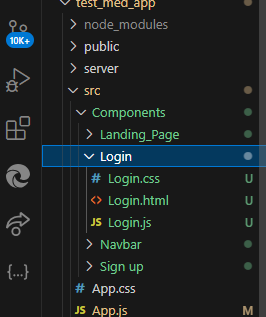 test_med_app
10K+
node_modules
public
server
src
Components
Landing_Page
Login
# Login.css U
<> Login.html U
JS Login.js U
Navbar
Sign up
# App.css
JS App.js M
{...}